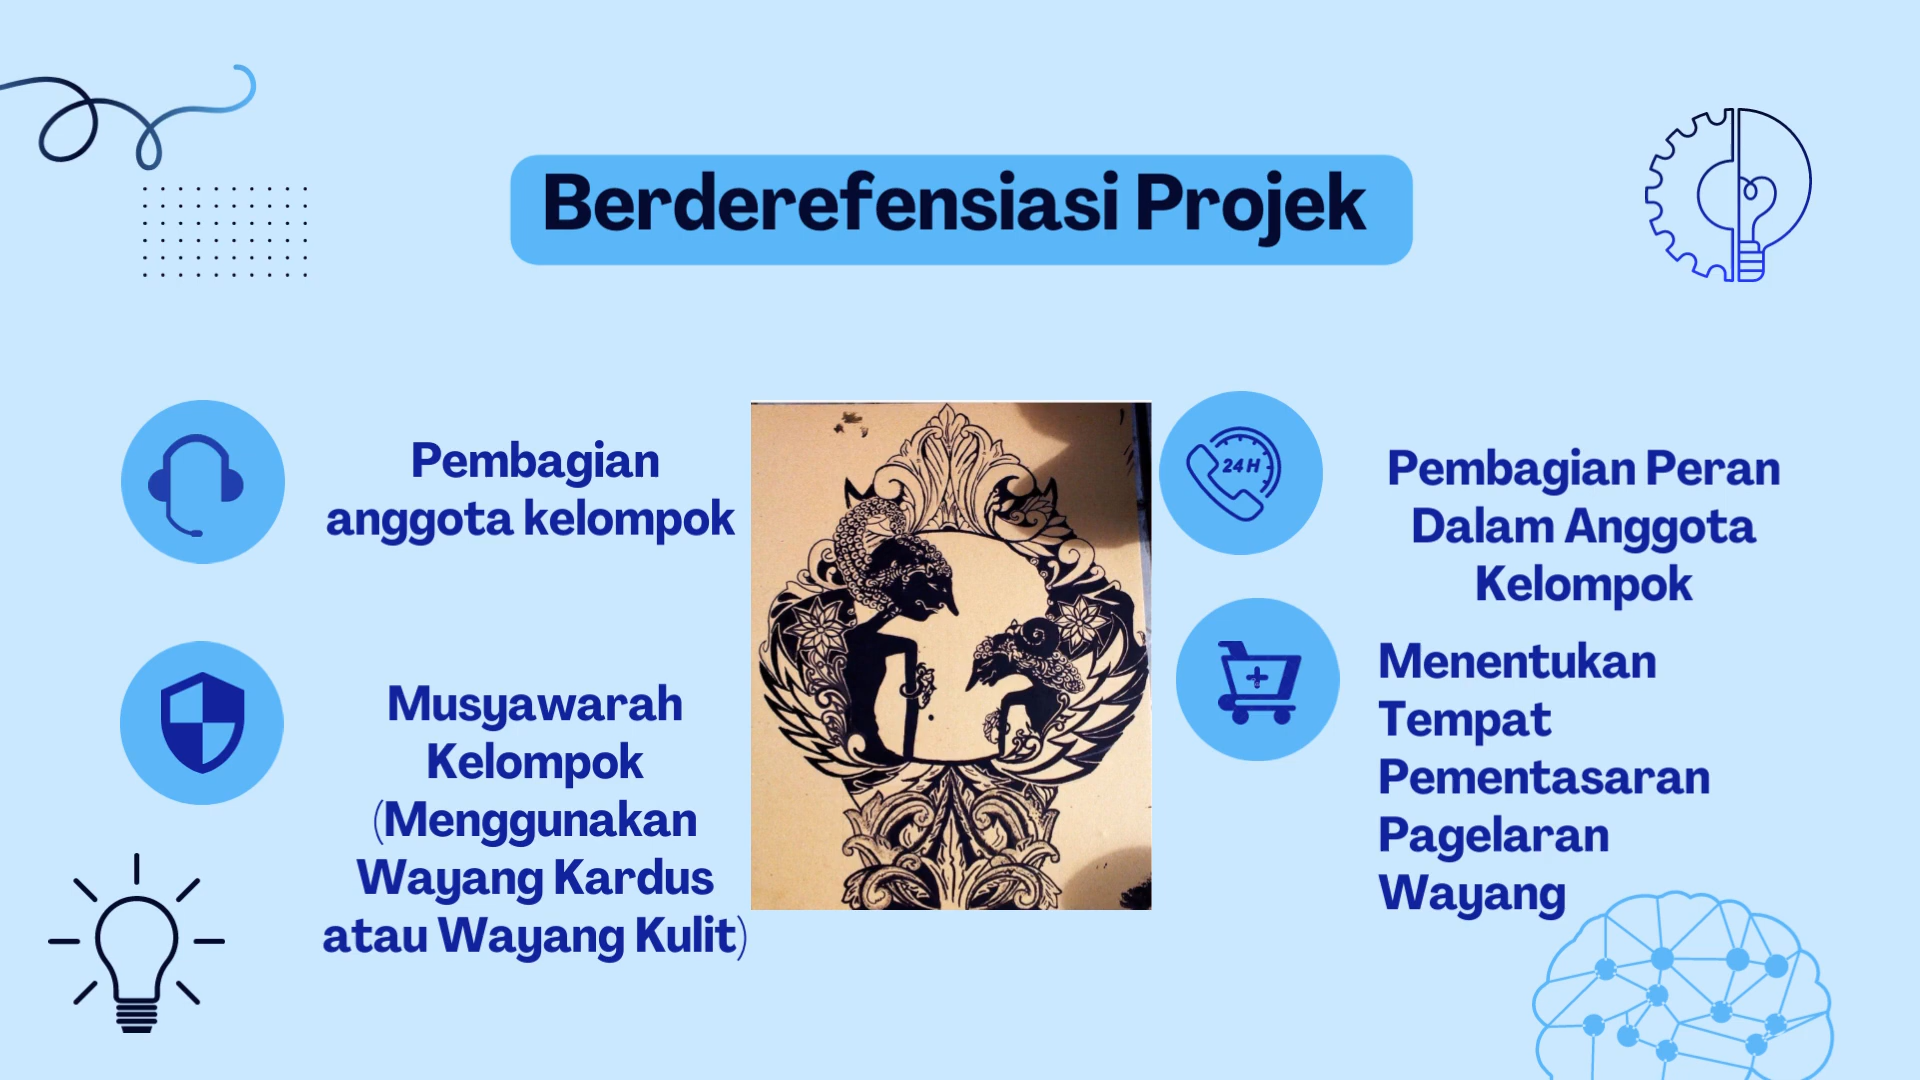 Berderefensiasi Projek
Pembagian
anggota kelompok
Musyawarah
Kelompok
(Menggunakan
Wayang Kardus
atau Wayang Kulit)
24H
Pembagian Peran
Dalam Anggota
Kelompok
Menentukan
Tempat
Pementasaran
Pagelaran
Wayang